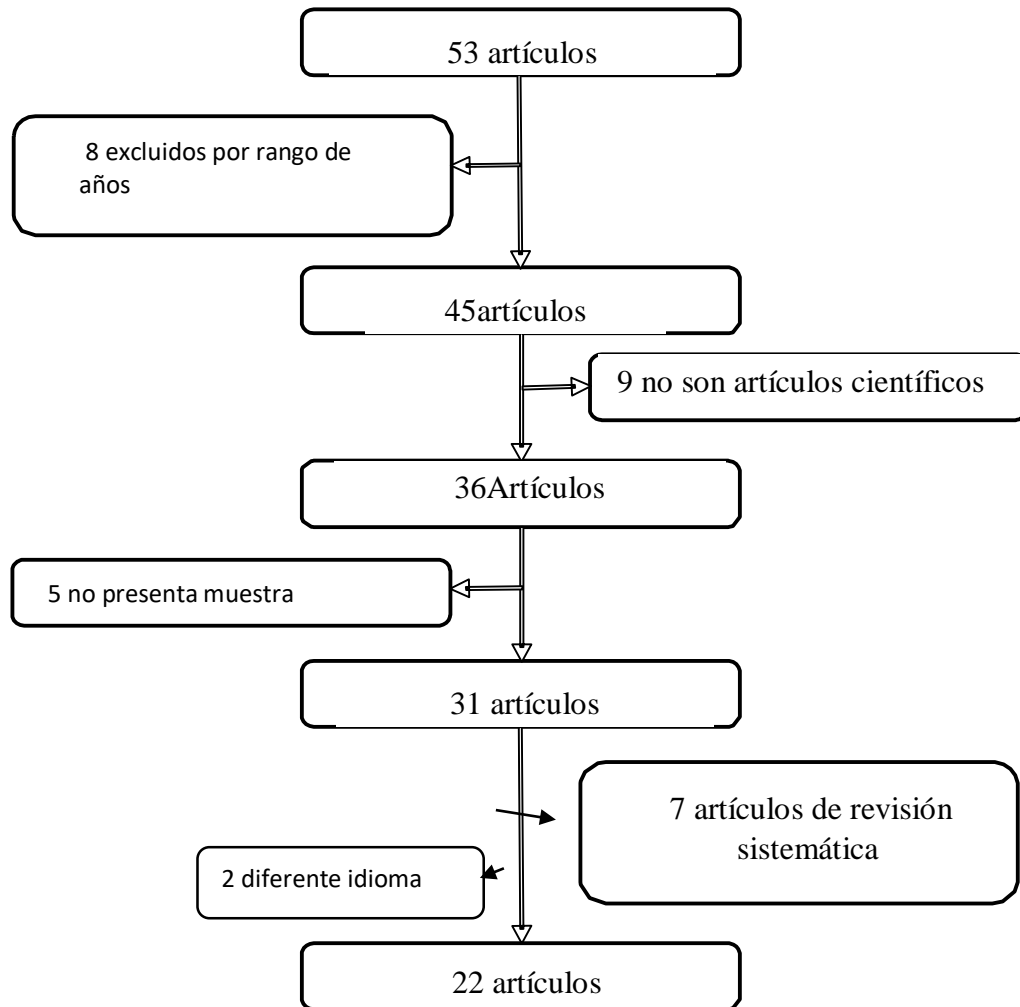 53 artículos
8 excluidos por rango de
años
45artículos
9 no son artículos científicos
36Artículos
5 no presenta muestra
31 artículos
7 artículos de revisión
sistemática
2 diferente idioma
22 artículos